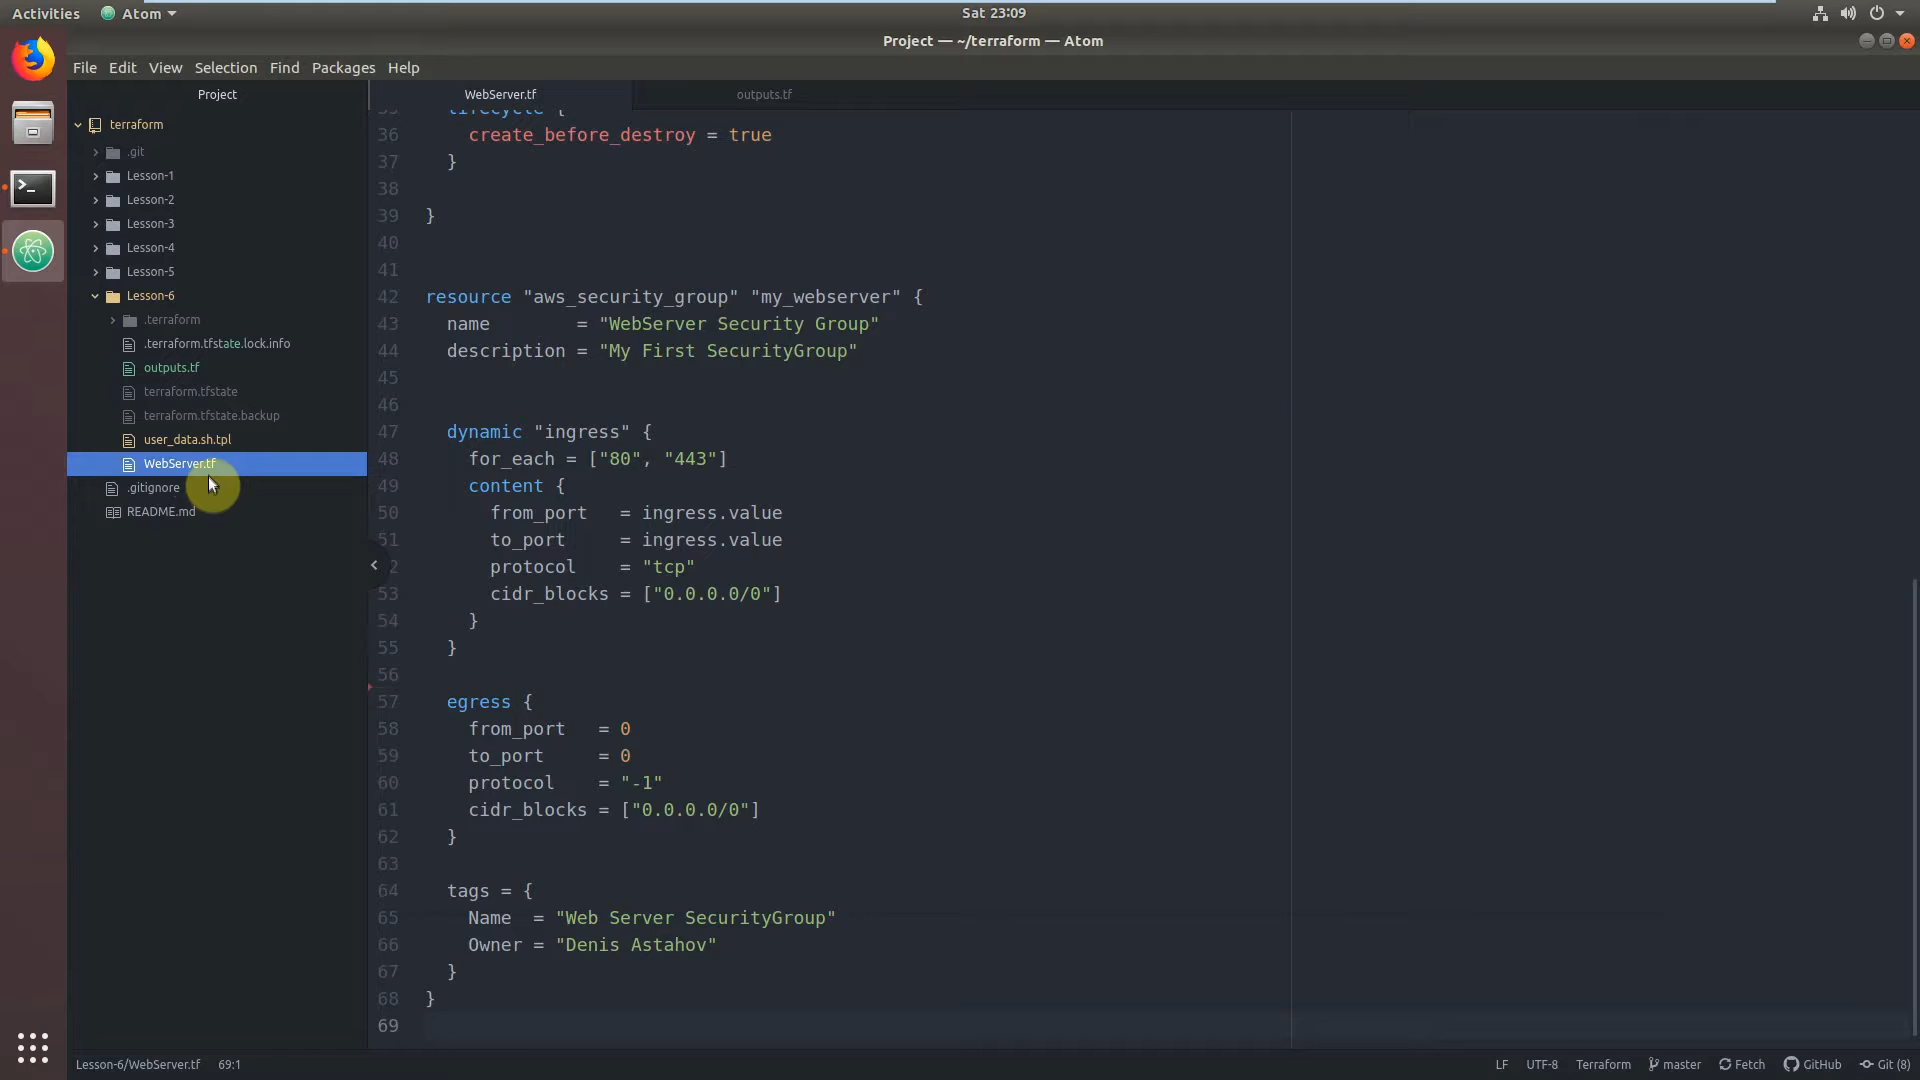 Activities
Atom
Sat 23:09
Project — ~/terraform — Atom
File Edit View Selection Find Packages Help
Project
WebServer.tf
outputs.tf
terraform
.git
Lesson-1
Lesson-2
Lesson-3
Lesson-4
Lesson-5
Lesson-6
.terraform
.terraform.tfstate.lock.info
outputs.tf
terraform.tfstate
terraform.tfstate.backup
user_data.sh.tpl
WebServer.tf
.gitignore
README.md
35 lifecycle {
36 create_before_destroy = true
37 }
38
39 }
40
41
42 resource "aws_security_group" "my_webserver" {
43 name = "WebServer Security Group"
44 description = "My First SecurityGroup"
45
46
47 dynamic "ingress" {
48 for_each = ["80", "443"]
49 content {
50 from_port = ingress.value
51 to_port = ingress.value
52 protocol = "tcp"
53 cidr_blocks = ["0.0.0.0/0"]
54 }
55 }
56
57 egress {
58 from_port = 0
59 to_port = 0
60 protocol = "-1"
61 cidr_blocks = ["0.0.0.0/0"]
62 }
63
64 tags = {
65 Name = "Web Server SecurityGroup"
66 Owner = "Denis Astahov"
67 }
68 }
69
Lesson-6/WebServer.tf 69:1
LF UTF-8 Terraform master Fetch GitHub Git (8)